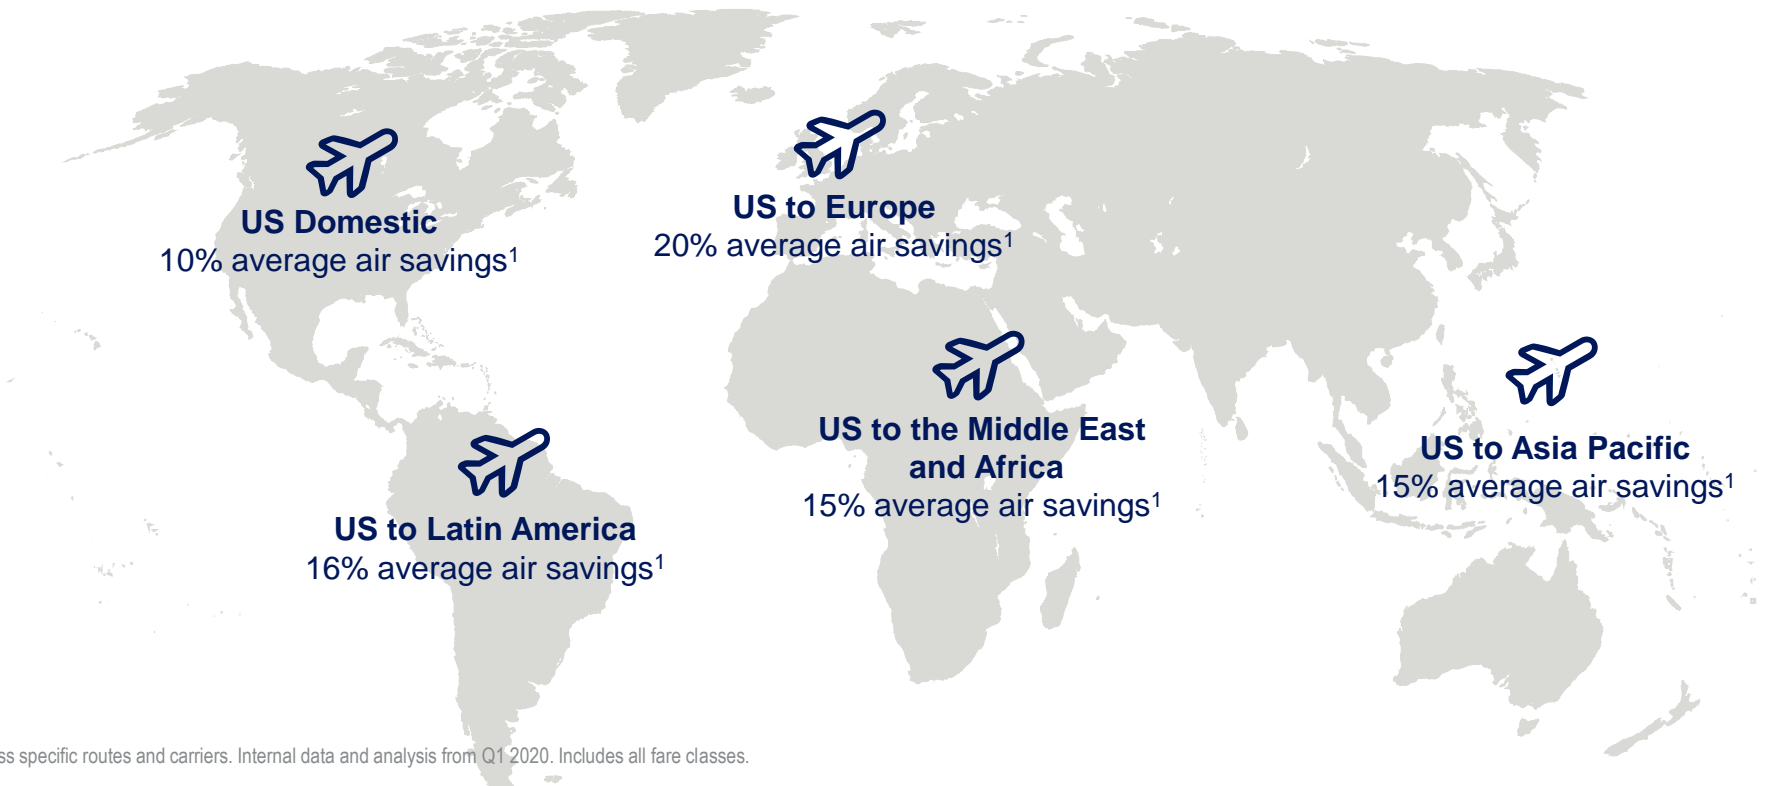 US Domestic
10% average air savings¹
US to Europe
20% average air savings¹
US to the Middle East
and Africa
15% average air savings¹
US to Asia Pacific
15% average air savings¹
US to Latin America
16% average air savings¹
specific routes and carriers. Internal data and analysis from Q1 2020. Includes all fare classes.